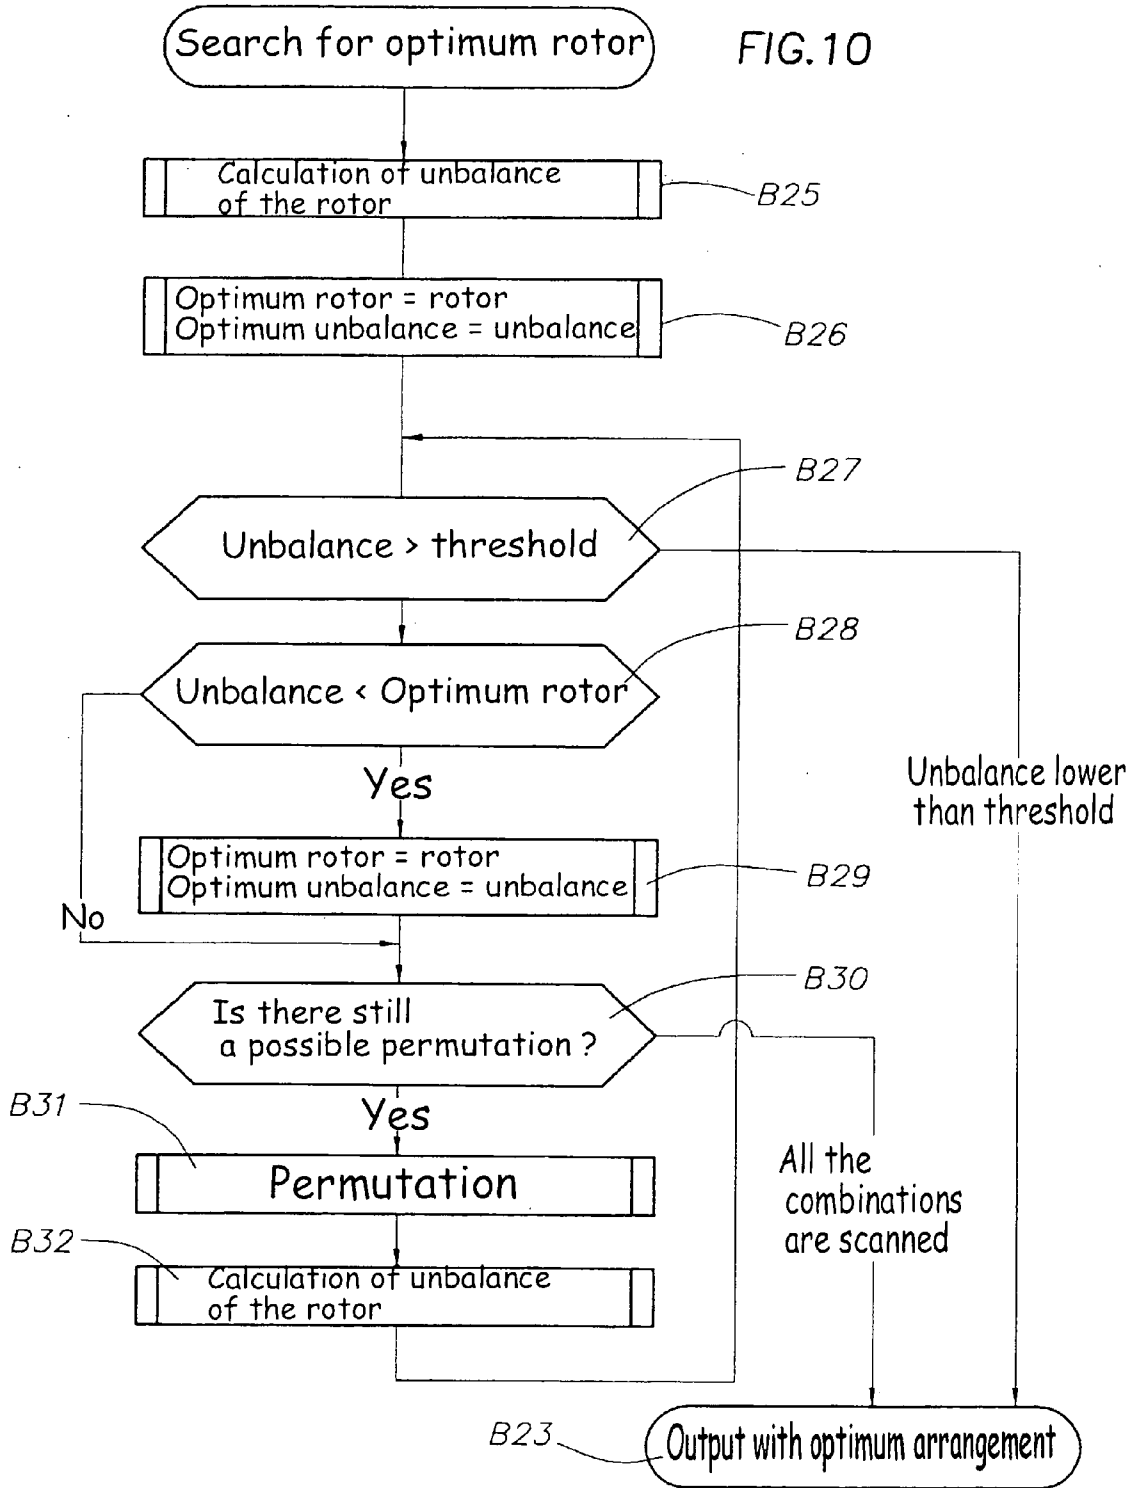 Search for optimum rotor
FIG.10
Calculation of unbalance
of the rotor
B25
Optimum rotor = rotor
Optimum unbalance = unbalance
B26
B27
Unbalance > threshold
B28
Unbalance < Optimum rotor
Yes
Unbalance lower
than threshold
Optimum rotor = rotor
Optimum unbalance = unbalance
B29
No
B30
Is there still
a possible permutation ?
B31
Yes
Permutation
All the
combinations
are scanned
B32
Calculation of unbalance
of the rotor
B23
Output with optimum arrangement